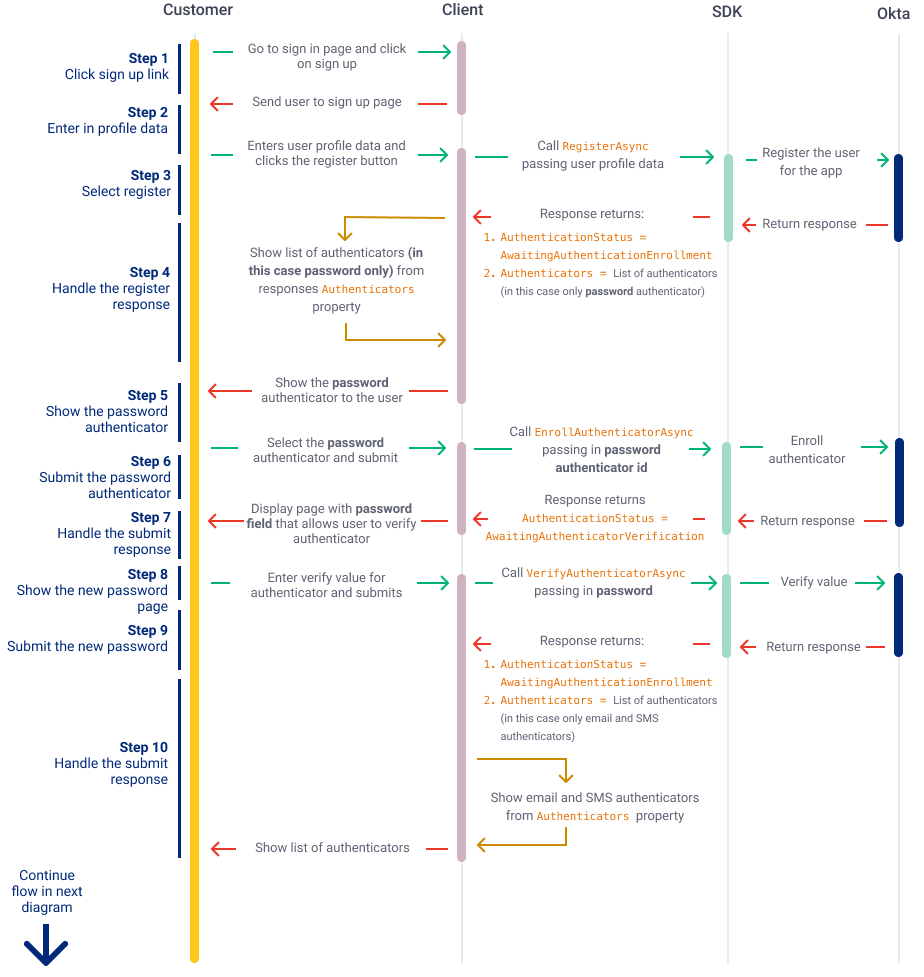 Customer
Client
SDK
Okta
Step 1
Click sign up link
Go to sign in page and click
on sign up
Send user to sign up page
Step 2
Enter in profile data
Enters user profile data and
clicks the register button
Call RegisterAsync
passing user profile data
Register the user
for the app
Step 3
Select register
Response returns:
Return response
1. AuthenticationStatus =
AwaitingAuthenticationEnrollment
2. Authenticators = List of authenticators
(in this case only password authenticator)
Step 4
Handle the register
response
Show list of authenticators (in
this case password only) from
responses Authenticators
property
Step 5
Show the password
authenticator
Show the password
authenticator to the user
Select the password
authenticator and submit
Call EnrollAuthenticatorAsync
passing in password
authenticator id
Enroll
authenticator
Step 6
Submit the password
authenticator
Step 7
Handle the submit
response
Display page with password
field that allows user to verify
authenticator
Response returns
AuthenticationStatus =
AwaitingAuthenticatorVerification
Return response
Step 8
Show the new password
page
Enter verify value for
authenticator and submits
Call VerifyAuthenticatorAsync
passing in password
Verify value
Step 9
Submit the new password
Response returns:
Return response
1. AuthenticationStatus =
AwaitingAuthenticationEnrollment
2. Authenticators = List of authenticators
(in this case only email and SMS
authenticators)
Step 10
Handle the submit
response
Show email and SMS authenticators
from Authenticators property
Show list of authenticators
Continue
flow in next
diagram